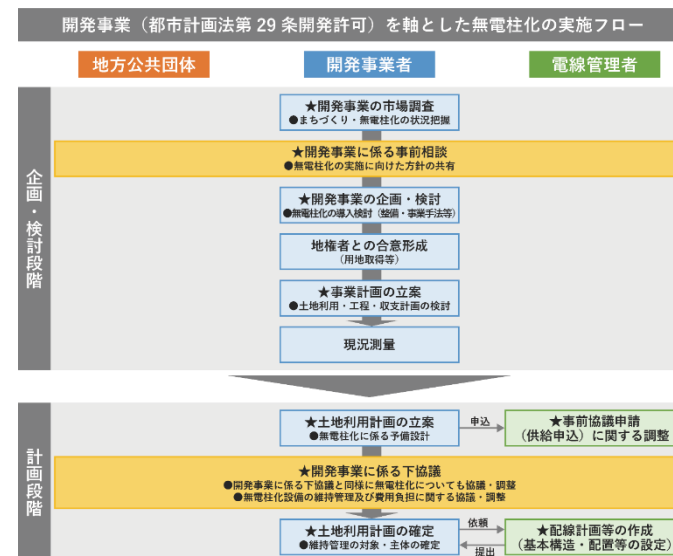 開発事業（都市計画法第 29 条開発許可）を軸とした無電柱化の実施フロー
地方公共団体
開発事業者
電線管理者
企画・検討段階
★開発事業の市場調査
●まちづくり・無電柱化の状況把握
★開発事業に係る事前相談
●無電柱化の実施に向けた方針の共有
★開発事業の企画・検討
●無電柱化の導入検討（整備・事業手法等）
地権者との合意形成
（用地取得等）
★事業計画の立案
●土地利用・工程・収支計画の検討
現況測量
計画段階
★土地利用計画の立案
●無電柱化に係る予備設計
申込
★事前協議申請
（供給申込）に関する調整
★開発事業に係る下協議
●開発事業に係る下協議と同様に無電柱化についても協議・調整
●無電柱化設備の維持管理及び費用負担に関する協議・調整
★土地利用計画の確定
●維持管理の対象・主体の確定
依頼
提出
★配線計画等の作成
（基本構造・配置等の設定）